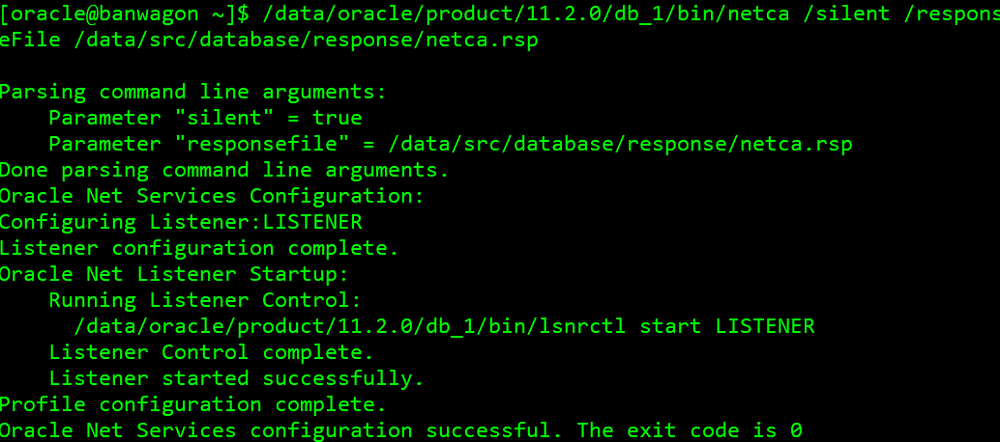 [oracle@banwagon ~]$ /data/oracle/product/11.2.0/db_1/bin/netca /silent /respons
eFile /data/src/database/response/netca.rsp
Parsing command line arguments:
Parameter "silent" = true
Parameter "responsefile" = /data/src/database/response/netca.rsp
Done parsing command line arguments.
Oracle Net Services Configuration:
Configuring Listener:LISTENER
Listener configuration complete.
Oracle Net Listener Startup:
Running Listener Control:
/data/oracle/product/11.2.0/db_1/bin/lsnrctl start LISTENER
Listener Control complete.
Listener started successfully.
Profile configuration complete.
Oracle Net Services configuration successful. The exit code is 0